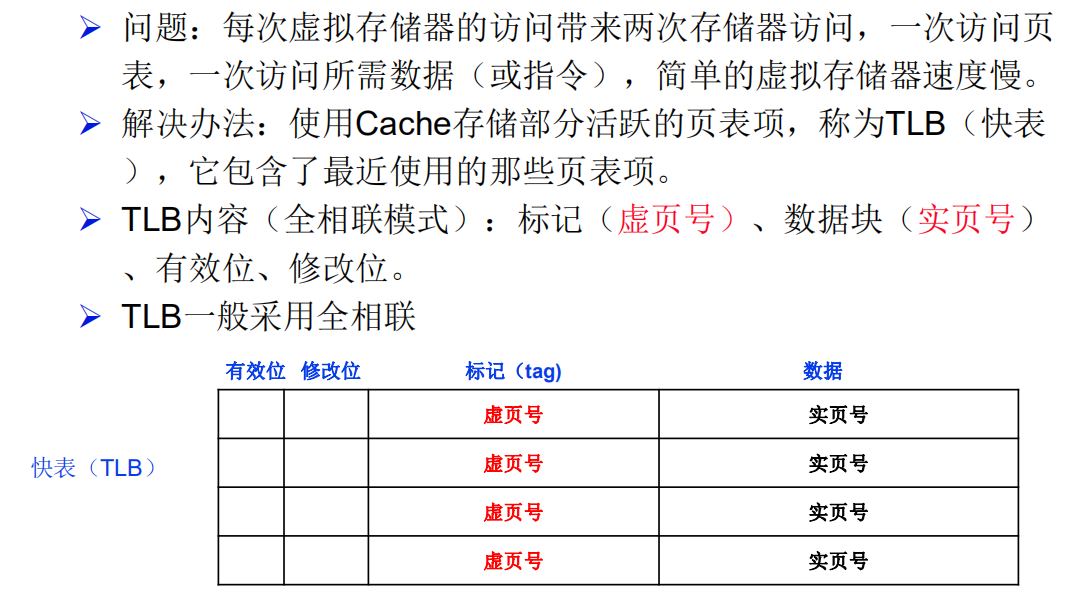 ➢ 问题：每次虚拟存储器的访问带来两次存储器访问，一次访问页
表，一次访问所需数据（或指令），简单的虚拟存储器速度慢。
➢ 解决办法：使用Cache存储部分活跃的页表项，称为TLB（快表
），它包含了最近使用的那些页表项。
➢ TLB内容（全相联模式）：标记（虚页号）、数据块（实页号）
、有效位、修改位。
➢ TLB一般采用全相联
有效位 修改位 标记（tag) 数据
虚页号 实页号
虚页号 实页号
快表（TLB）
虚页号 实页号
虚页号 实页号